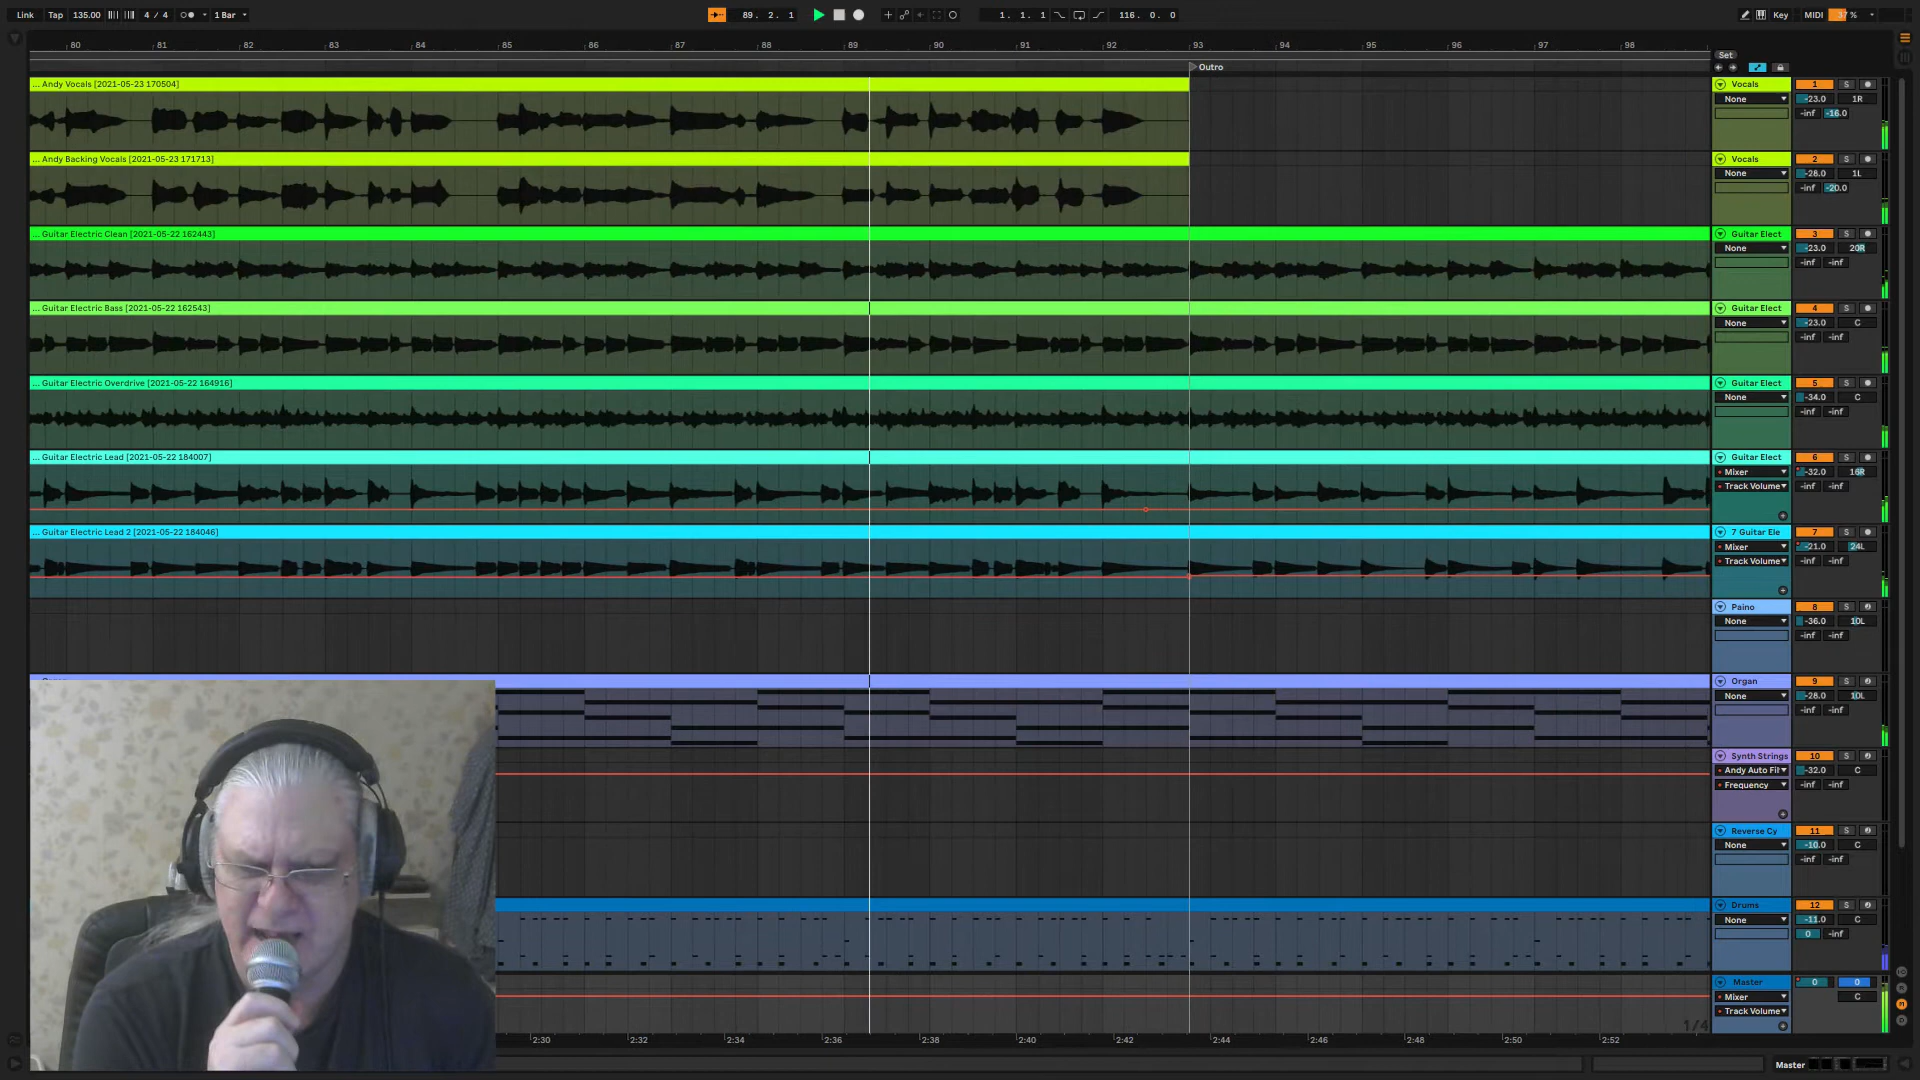 Link Tap 135.00 4 / 4 1 Bar 89. 2. 1 1. 1. 1 116. 0. 0 Key MIDI 37 %
80 81 82 83 84 85 86 87 88 89 90 91 92 93 94 95 96 97 98 Set
Outro
... Andy Vocals [2021-05-23 170504] Vocals 1 S
None -23.0 1R
-inf -16.0
... Andy Backing Vocals [2021-05-23 171713] Vocals 2 S
None -28.0 1L
-inf -20.0
... Guitar Electric Clean [2021-05-22 162443] Guitar Elect 3 S
None -23.0 20R
-inf -inf
... Guitar Electric Bass [2021-05-22 162543] Guitar Elect 4 S
None -23.0 C
-inf -inf
... Guitar Electric Overdrive [2021-05-22 164916] Guitar Elect 5 S
None -34.0 C
-inf -inf
... Guitar Electric Lead [2021-05-22 184007] Guitar Elect 6 S
Mixer -32.0 16R
Track Volume -inf -inf
... Guitar Electric Lead 2 [2021-05-22 184046] 7 Guitar Ele 7 S
Mixer -21.0 24L
Track Volume -inf -inf
Paino 8 S
None -36.0 10L
-inf -inf
Organ 9 S
None -28.0 10L
-inf -inf
Synth Strings 10 S
Andy Auto Fil -32.0 C
Frequency -inf -inf
Reverse Cy 11 S
None -10.0 C
-inf -inf
Drums 12 S
None -11.0 C
0 -inf
Master 0 0
Mixer C
Track Volume
1/4
2:30 2:32 2:34 2:36 2:38 2:40 2:42 2:44 2:46 2:48 2:50 2:52
Master